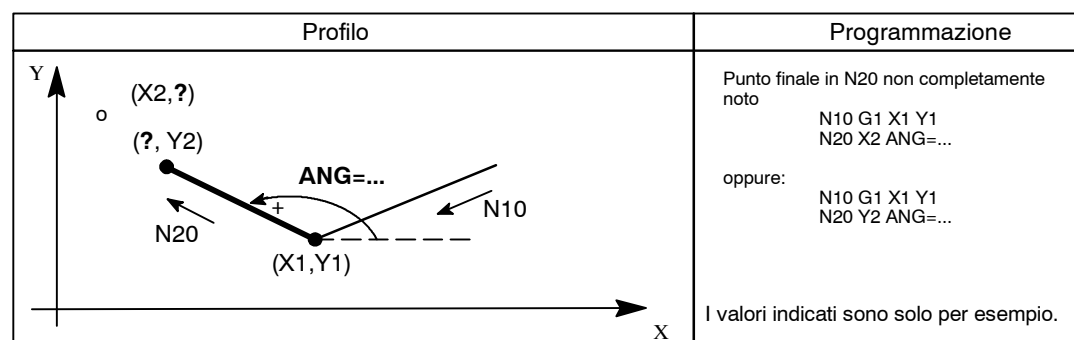 Profilo
Programmazione
Y
(X2,?)
o
(?, Y2)
ANG=...
+
N10
N20
(X1,Y1)
X
Punto finale in N20 non completamente
noto
N10 G1 X1 Y1
N20 X2 ANG=...
oppure:
N10 G1 X1 Y1
N20 Y2 ANG=...
I valori indicati sono solo per esempio.